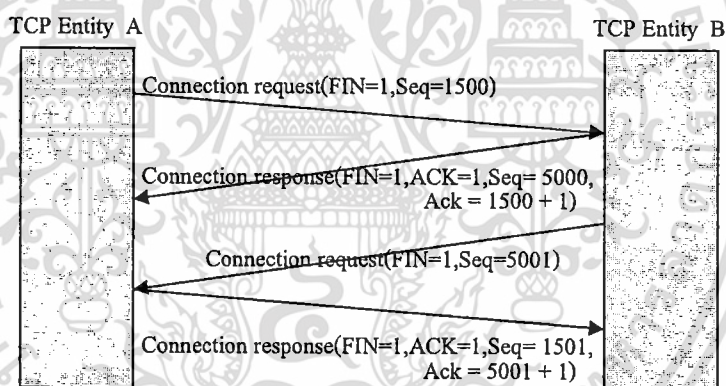 TCP Entity A
TCP Entity B
Connection request(FIN=1,Seq=1500)
Connection response(FIN=1,ACK=1,Seq= 5000,
Ack = 1500 + 1)
Connection request(FIN=1,Seq=5001)
Connection response(FIN=1,ACK=1,Seq= 1501,
Ack = 5001 + 1)